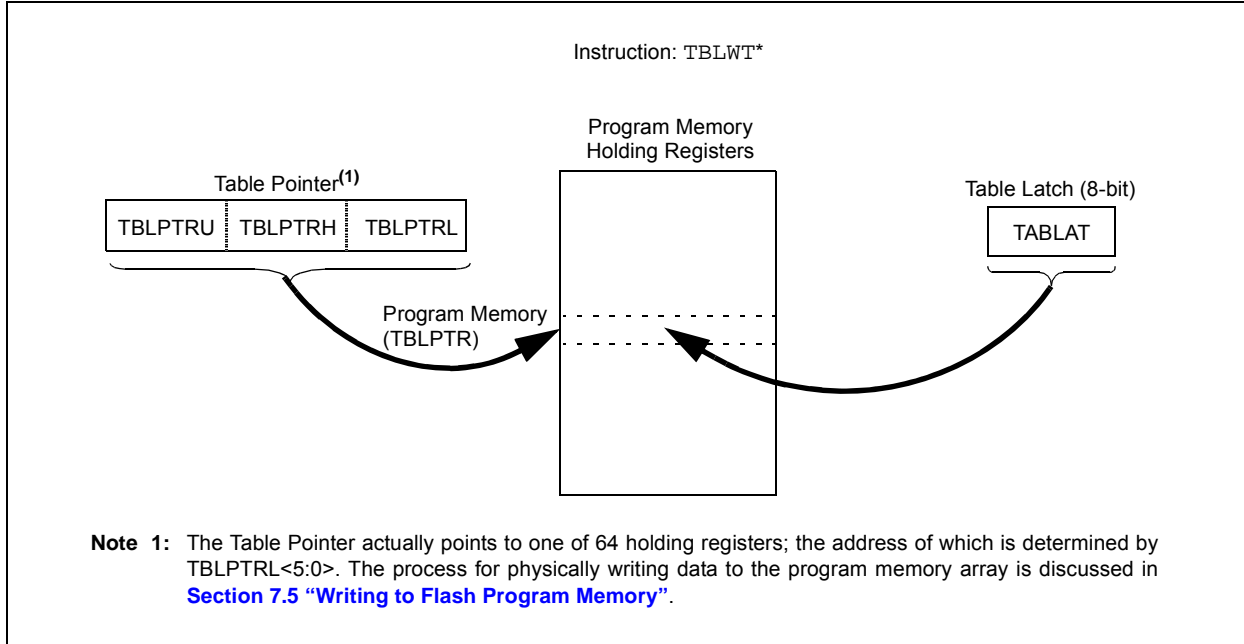 Instruction: TBLWT*
Program Memory
Holding Registers
Table Pointer(1)
Table Latch (8-bit)
TBLPTRU TBLPTRH TBLPTRL
TABLAT
Program Memory
(TBLPTR)
Note 1: The Table Pointer actually points to one of 64 holding registers; the address of which is determined by
TBLPTRL<5:0>. The process for physically writing data to the program memory array is discussed in
Section 7.5 “Writing to Flash Program Memory”.